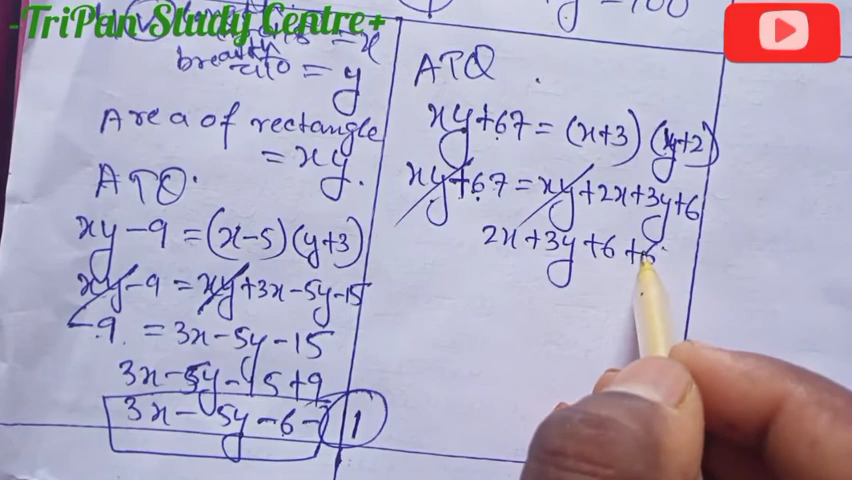 -TriPan Study Centre+
= x
breadth = y
Area of rectangle
= xy.
ATQ.
xy - 9 = (x-5) (y+3)
xy - 9 = xy + 3x - 5y - 15
-9 = 3x - 5y - 15
3x - 5y - 15 + 9
3x - 5y - 6 - 1
y = 100
ATQ
xy + 67 = (x+3) (y+2)
xy + 67 = xy + 2x + 3y + 6
2x + 3y + 6 + 6